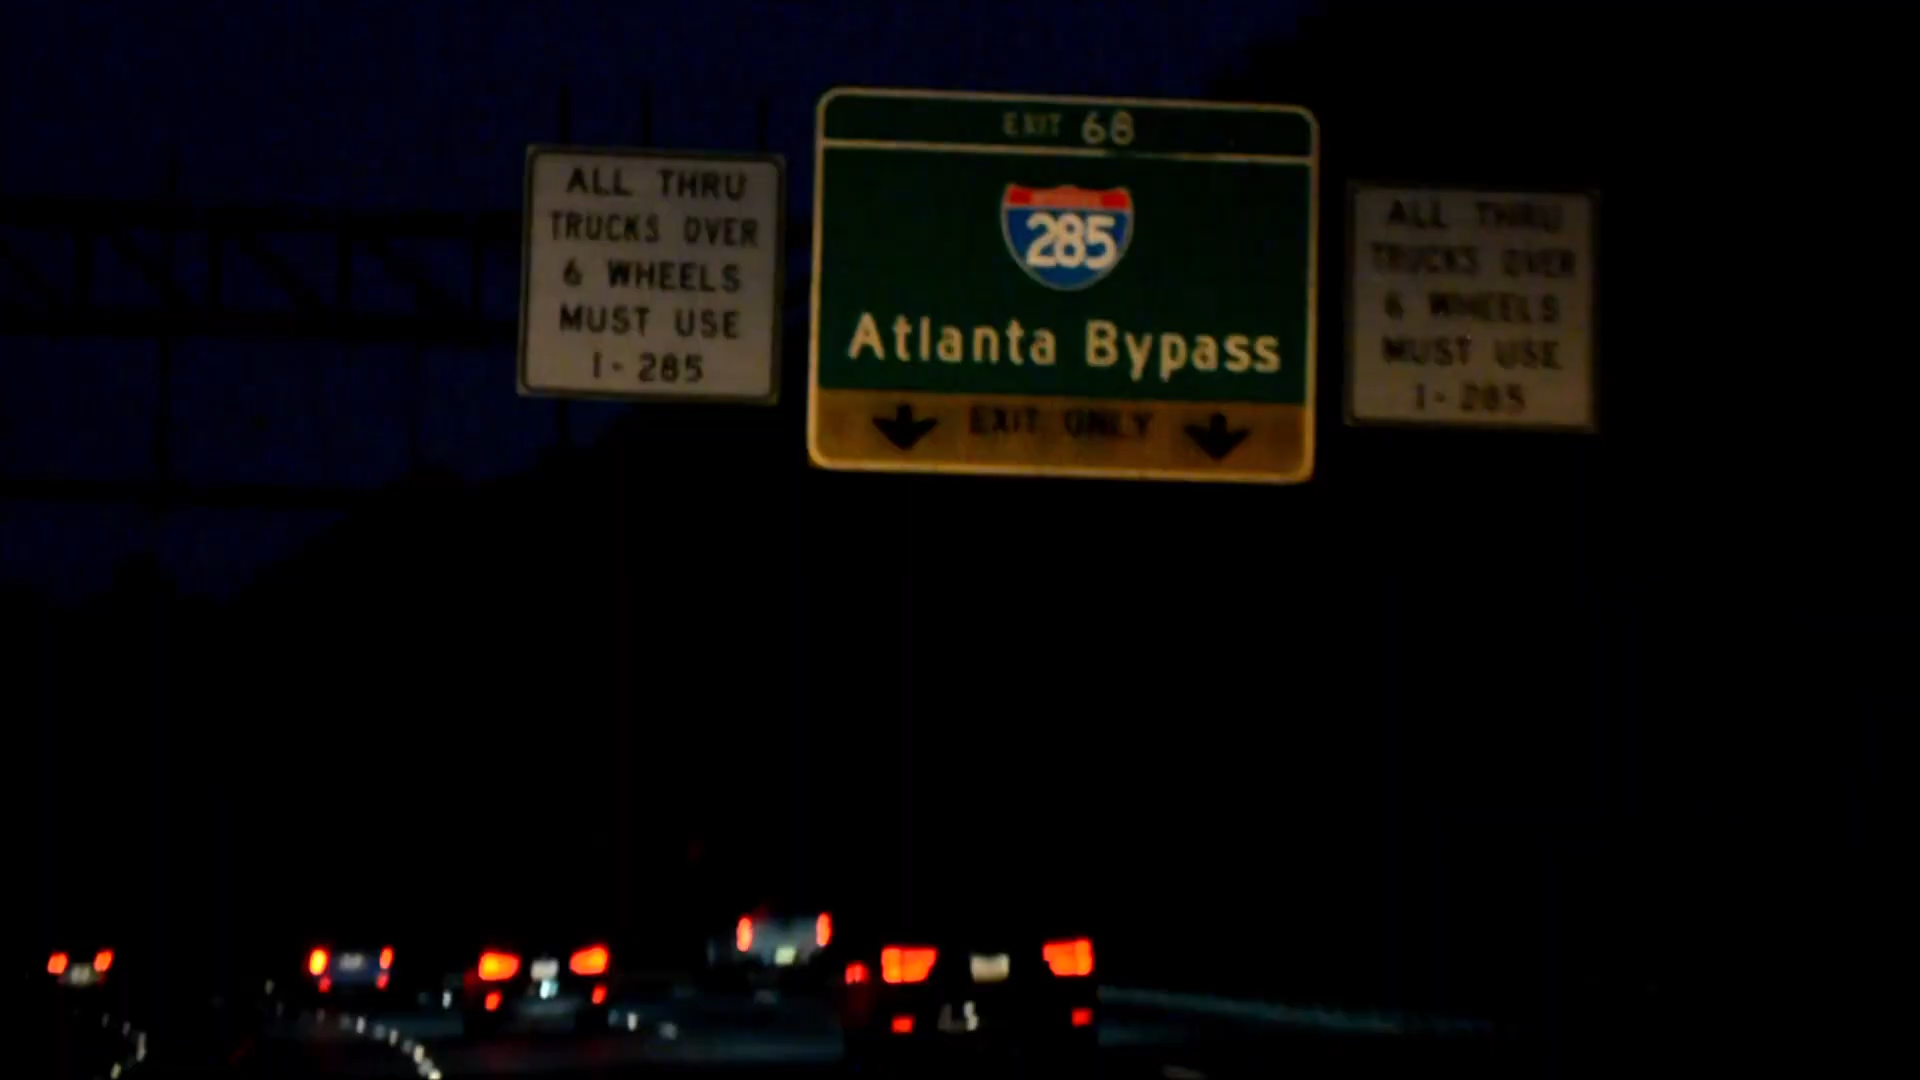 ALL THRU
TRUCKS OVER
6 WHEELS
MUST USE
I-285
EXIT 68
285
Atlanta Bypass
EXIT ONLY
ALL THRU
TRUCKS OVER
6 WHEELS
MUST USE
I-285